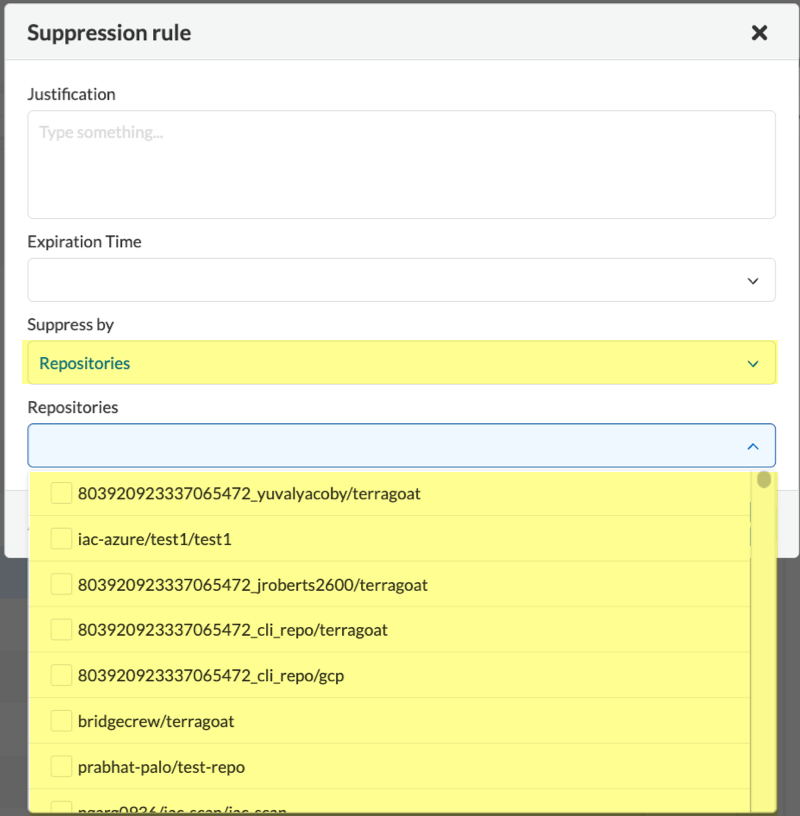 Suppression rule
Justification
Type something...
Expiration Time
Suppress by
Repositories
Repositories
803920923337065472_yuvalyacoby/terragoat
iac-azure/test1/test1
803920923337065472_jroberts2600/terragoat
803920923337065472_cli_repo/terragoat
803920923337065472_cli_repo/gcp
bridgecrew/terragoat
prabhat-palo/test-repo